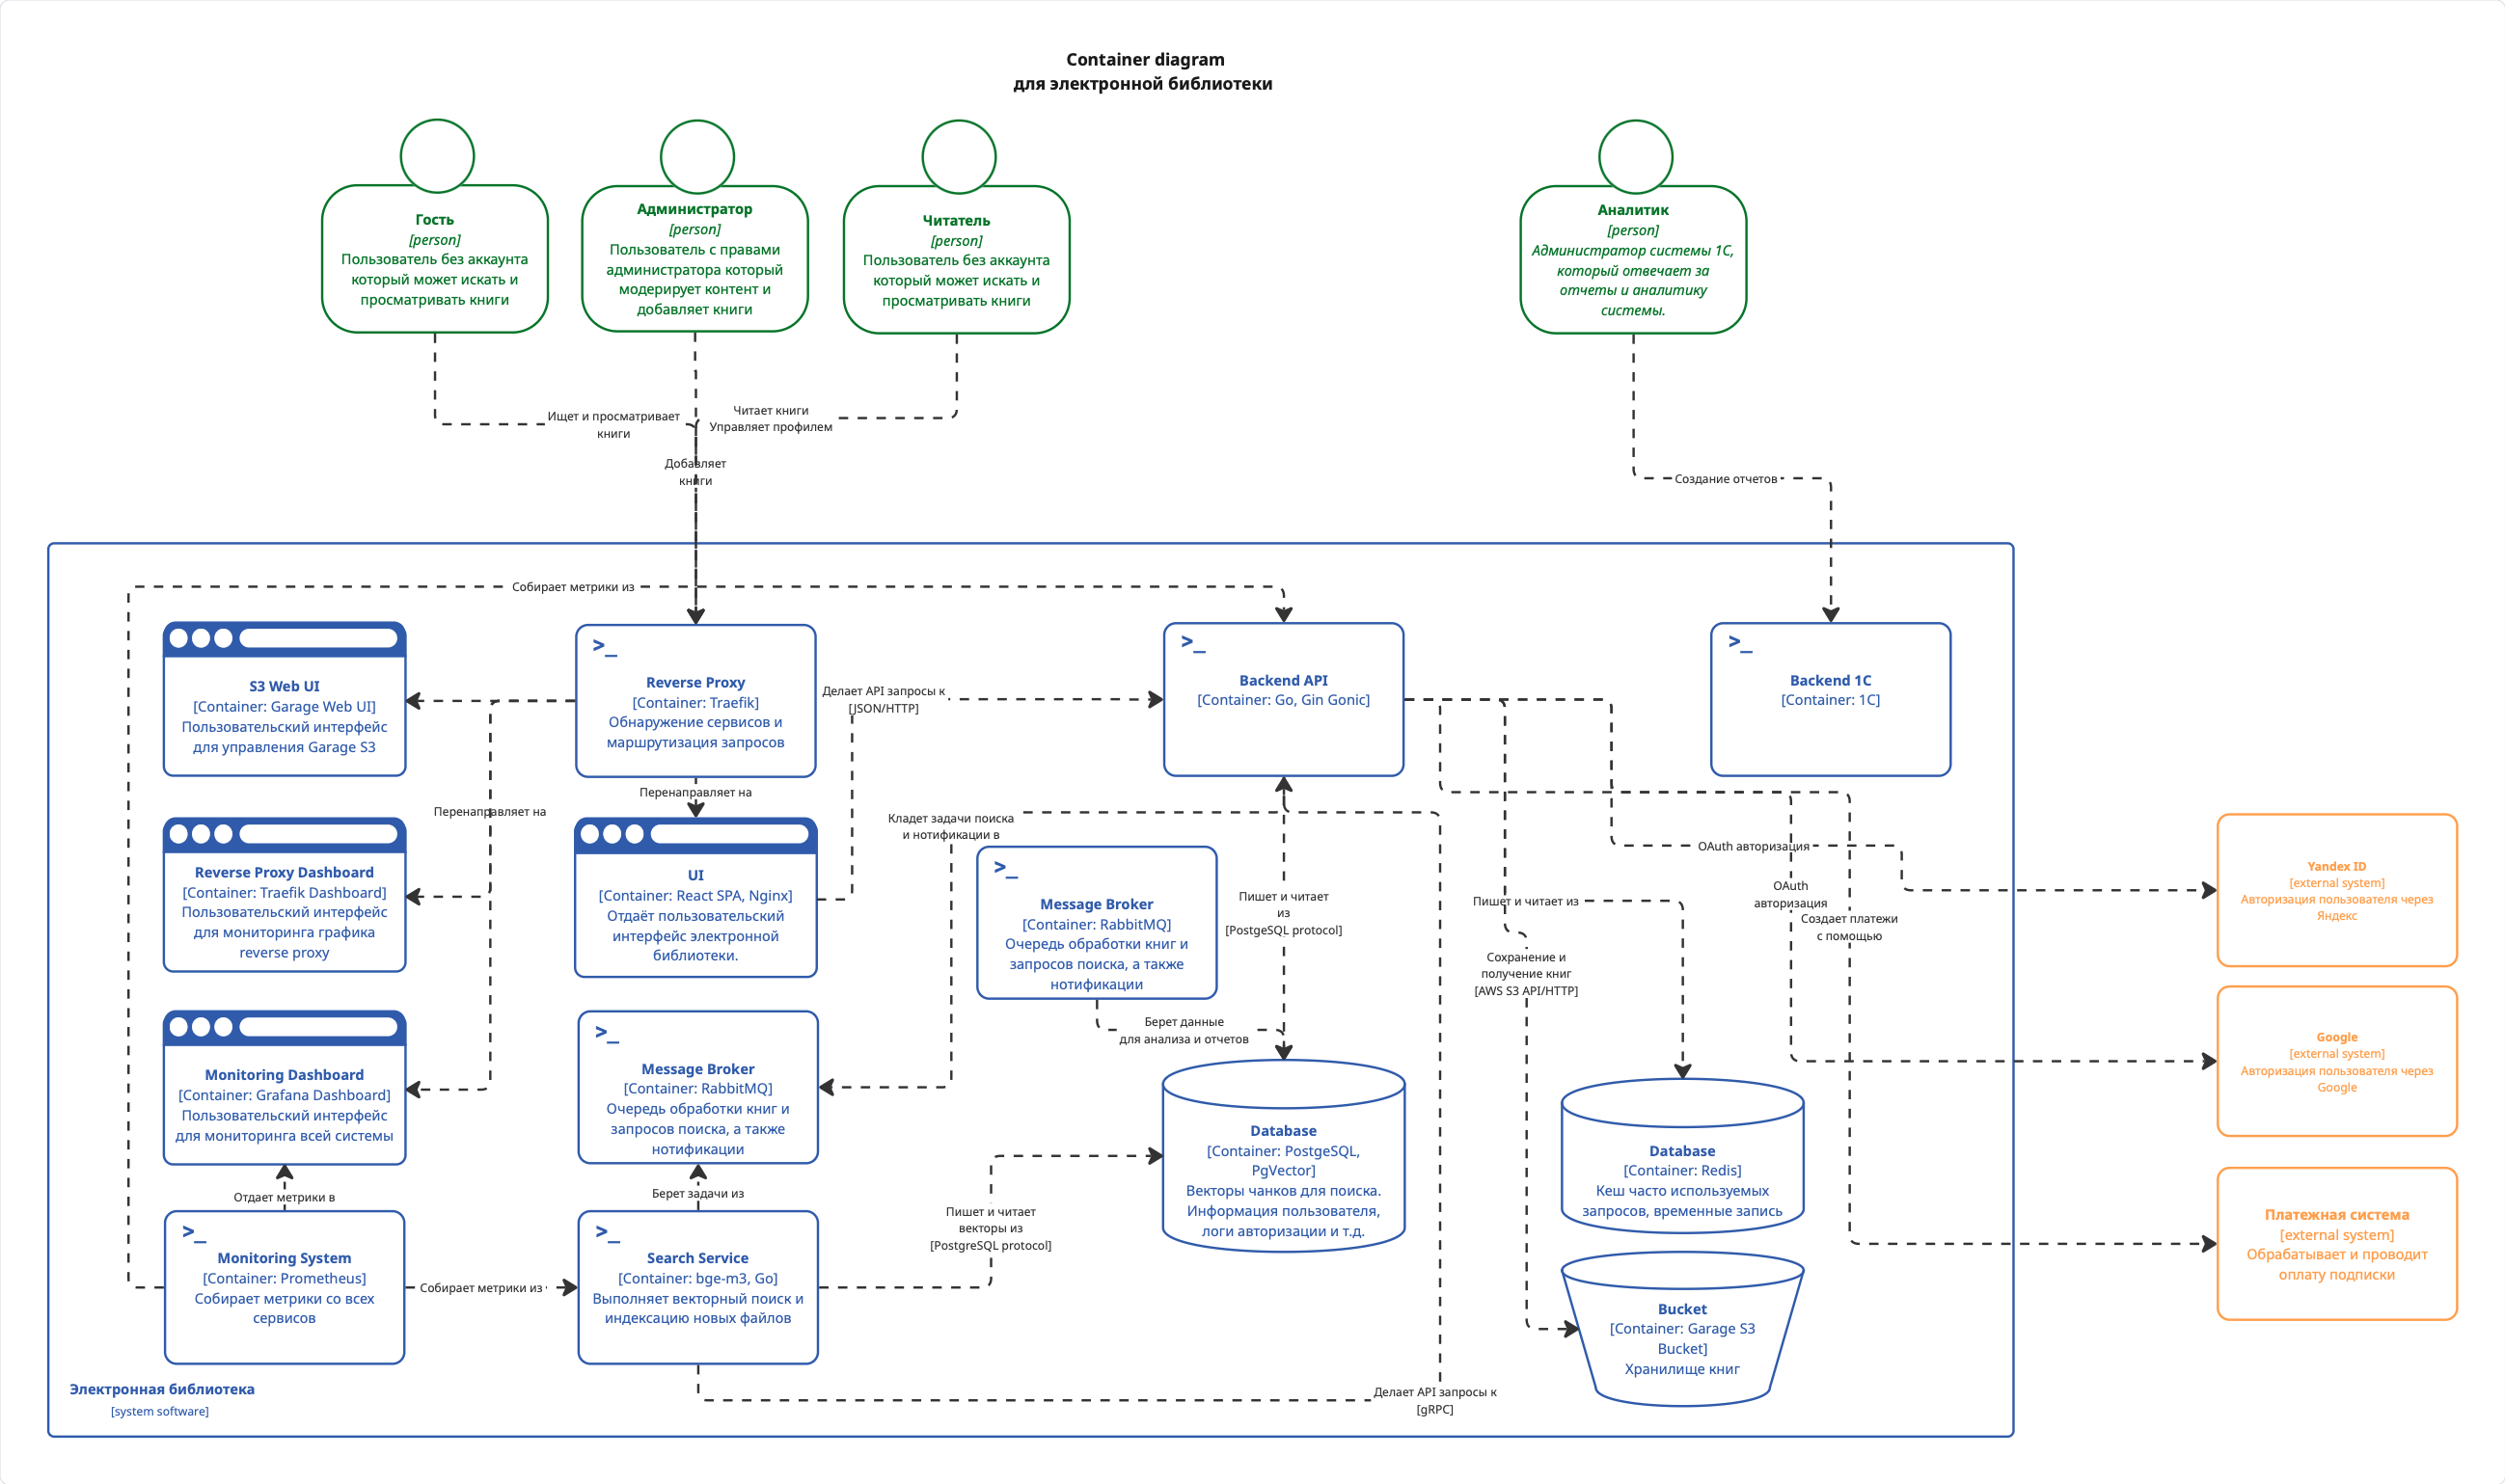 Container diagram
для электронной библиотеки
Гость
[person]
Пользователь без аккаунта
который может искать и
просматривать книги
Администратор
[person]
Пользователь с правами
администратора который
модерирует контент и
добавляет книги
Читатель
[person]
Пользователь без аккаунта
который может искать и
просматривать книги
Аналитик
[person]
Администратор системы 1С,
который отвечает за
отчеты и аналитику
системы.
Ищет и просматривает
книги
Читает книги
Управляет профилем
Добавляет
книги
Создание отчетов
Собирает метрики из
S3 Web UI
[Container: Garage Web UI]
Пользовательский интерфейс
для управления Garage S3
>_
Reverse Proxy
[Container: Traefik]
Обнаружение сервисов и
маршрутизация запросов
Делает API запросы к
[JSON/HTTP]
>_
Backend API
[Container: Go, Gin Gonic]
>_
Backend 1C
[Container: 1C]
Перенаправляет на
Перенаправляет на
Кладет задачи поиска
и нотификации в
Reverse Proxy Dashboard
[Container: Traefik Dashboard]
Пользовательский интерфейс
для мониторинга графика
reverse proxy
UI
[Container: React SPA, Nginx]
Отдаёт пользовательский
интерфейс электронной
библиотеки.
>_
Message Broker
[Container: RabbitMQ]
Очередь обработки книг и
запросов поиска, а также
нотификации
Пишет и читает
из
[PostgeSQL protocol]
Пишет и читает из
Сохранение и
получение книг
[AWS S3 API/HTTP]
OAuth авторизация
OAuth
авторизация
Создает платежи
с помощью
Yandex ID
[external system]
Авторизация пользователя через
Яндекс
Google
[external system]
Авторизация пользователя через
Google
Платежная система
[external system]
Обрабатывает и проводит
оплату подписки
Берет данные
для анализа и отчетов
Monitoring Dashboard
[Container: Grafana Dashboard]
Пользовательский интерфейс
для мониторинга всей системы
>_
Message Broker
[Container: RabbitMQ]
Очередь обработки книг и
запросов поиска, а также
нотификации
Database
[Container: PostgeSQL,
PgVector]
Векторы чанков для поиска.
Информация пользователя,
логи авторизации и т.д.
Database
[Container: Redis]
Кеш часто используемых
запросов, временные запись
Отдает метрики в
Берет задачи из
Пишет и читает
векторы из
[PostgreSQL protocol]
>_
Monitoring System
[Container: Prometheus]
Собирает метрики со всех
сервисов
Собирает метрики из
>_
Search Service
[Container: bge-m3, Go]
Выполняет векторный поиск и
индексацию новых файлов
Bucket
[Container: Garage S3
Bucket]
Хранилище книг
Делает API запросы к
[gRPC]
Электронная библиотека
[system software]